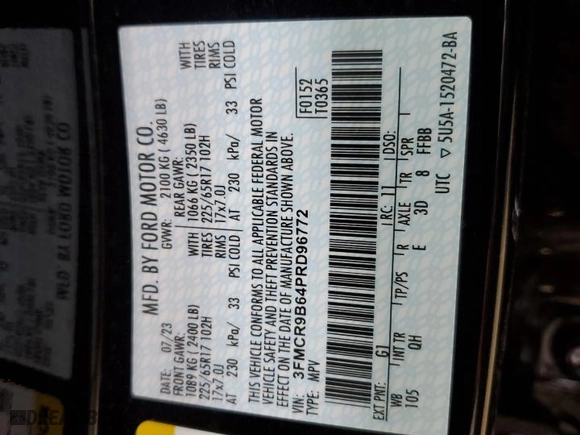 MFD. BY FORD MOTOR CO.
DATE: 07/23 GVWR: 2100 KG ( 4630 LB)
FRONT GAWR: REAR GAWR: WITH
1089 KG ( 2400 LB) WITH 1066 KG ( 2350 LB) TIRES
225/65R17 102H TIRES 225/65R17 102H RIMS
17x7.0J RIMS 17x7.0J
AT 230 kPa/ 33 PSI COLD AT 230 kPa/ 33 PSI COLD
THIS VEHICLE CONFORMS TO ALL APPLICABLE FEDERAL MOTOR
VEHICLE SAFETY AND THEFT PREVENTION STANDARDS IN
EFFECT ON THE DATE OF MANUFACTURE SHOWN ABOVE.
VIN: 3FMCR9B64PRD96772 F0152
TYPE: MPV T0365
EXT PNT: G1 RC: 11 DSO:
WB INT TR TP/PS R AXLE TR SPR
105 QH E 3D 8 FFBB
UTC ▽ 5U5A-1520472-BA